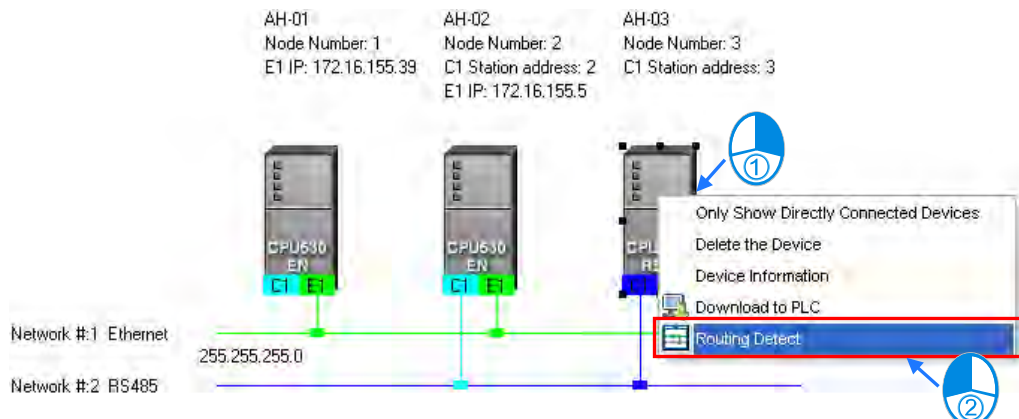 AH-01
Node Number: 1
E1 IP: 172.16.155.39
AH-02
Node Number: 2
C1 Station address: 2
E1 IP: 172.16.155.5
AH-03
Node Number: 3
C1 Station address: 3
CPU530
EN
C1 E1
CPU530
EN
C1 E1
①
Only Show Directly Connected Devices
Delete the Device
Device Information
Download to PLC
Routing Detect
②
Network #:1 Ethernet
255.255.255.0
Network #:2 RS485